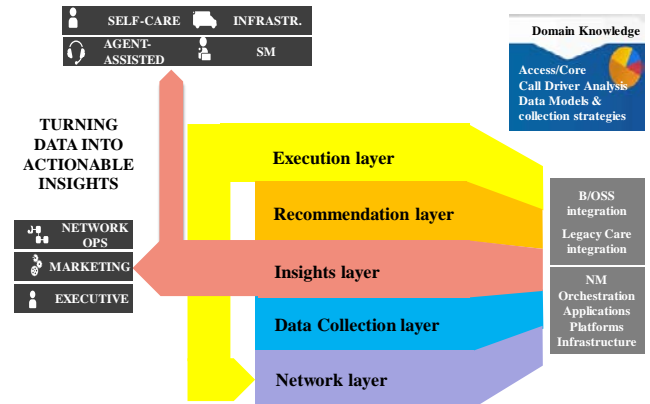 SELF-CARE
INFRASTR.
AGENT-
ASSISTED
SM
Domain Knowledge
Access/Core
Call Driver Analysis
Data Models &
collection strategies
TURNING
DATA INTO
ACTIONABLE
INSIGHTS
NETWORK
OPS
MARKETING
EXECUTIVE
Execution layer
Recommendation layer
Insights layer
Data Collection layer
Network layer
B/OSS
integration
Legacy Care
integration
NM
Orchestration
Applications
Platforms
Infrastructure